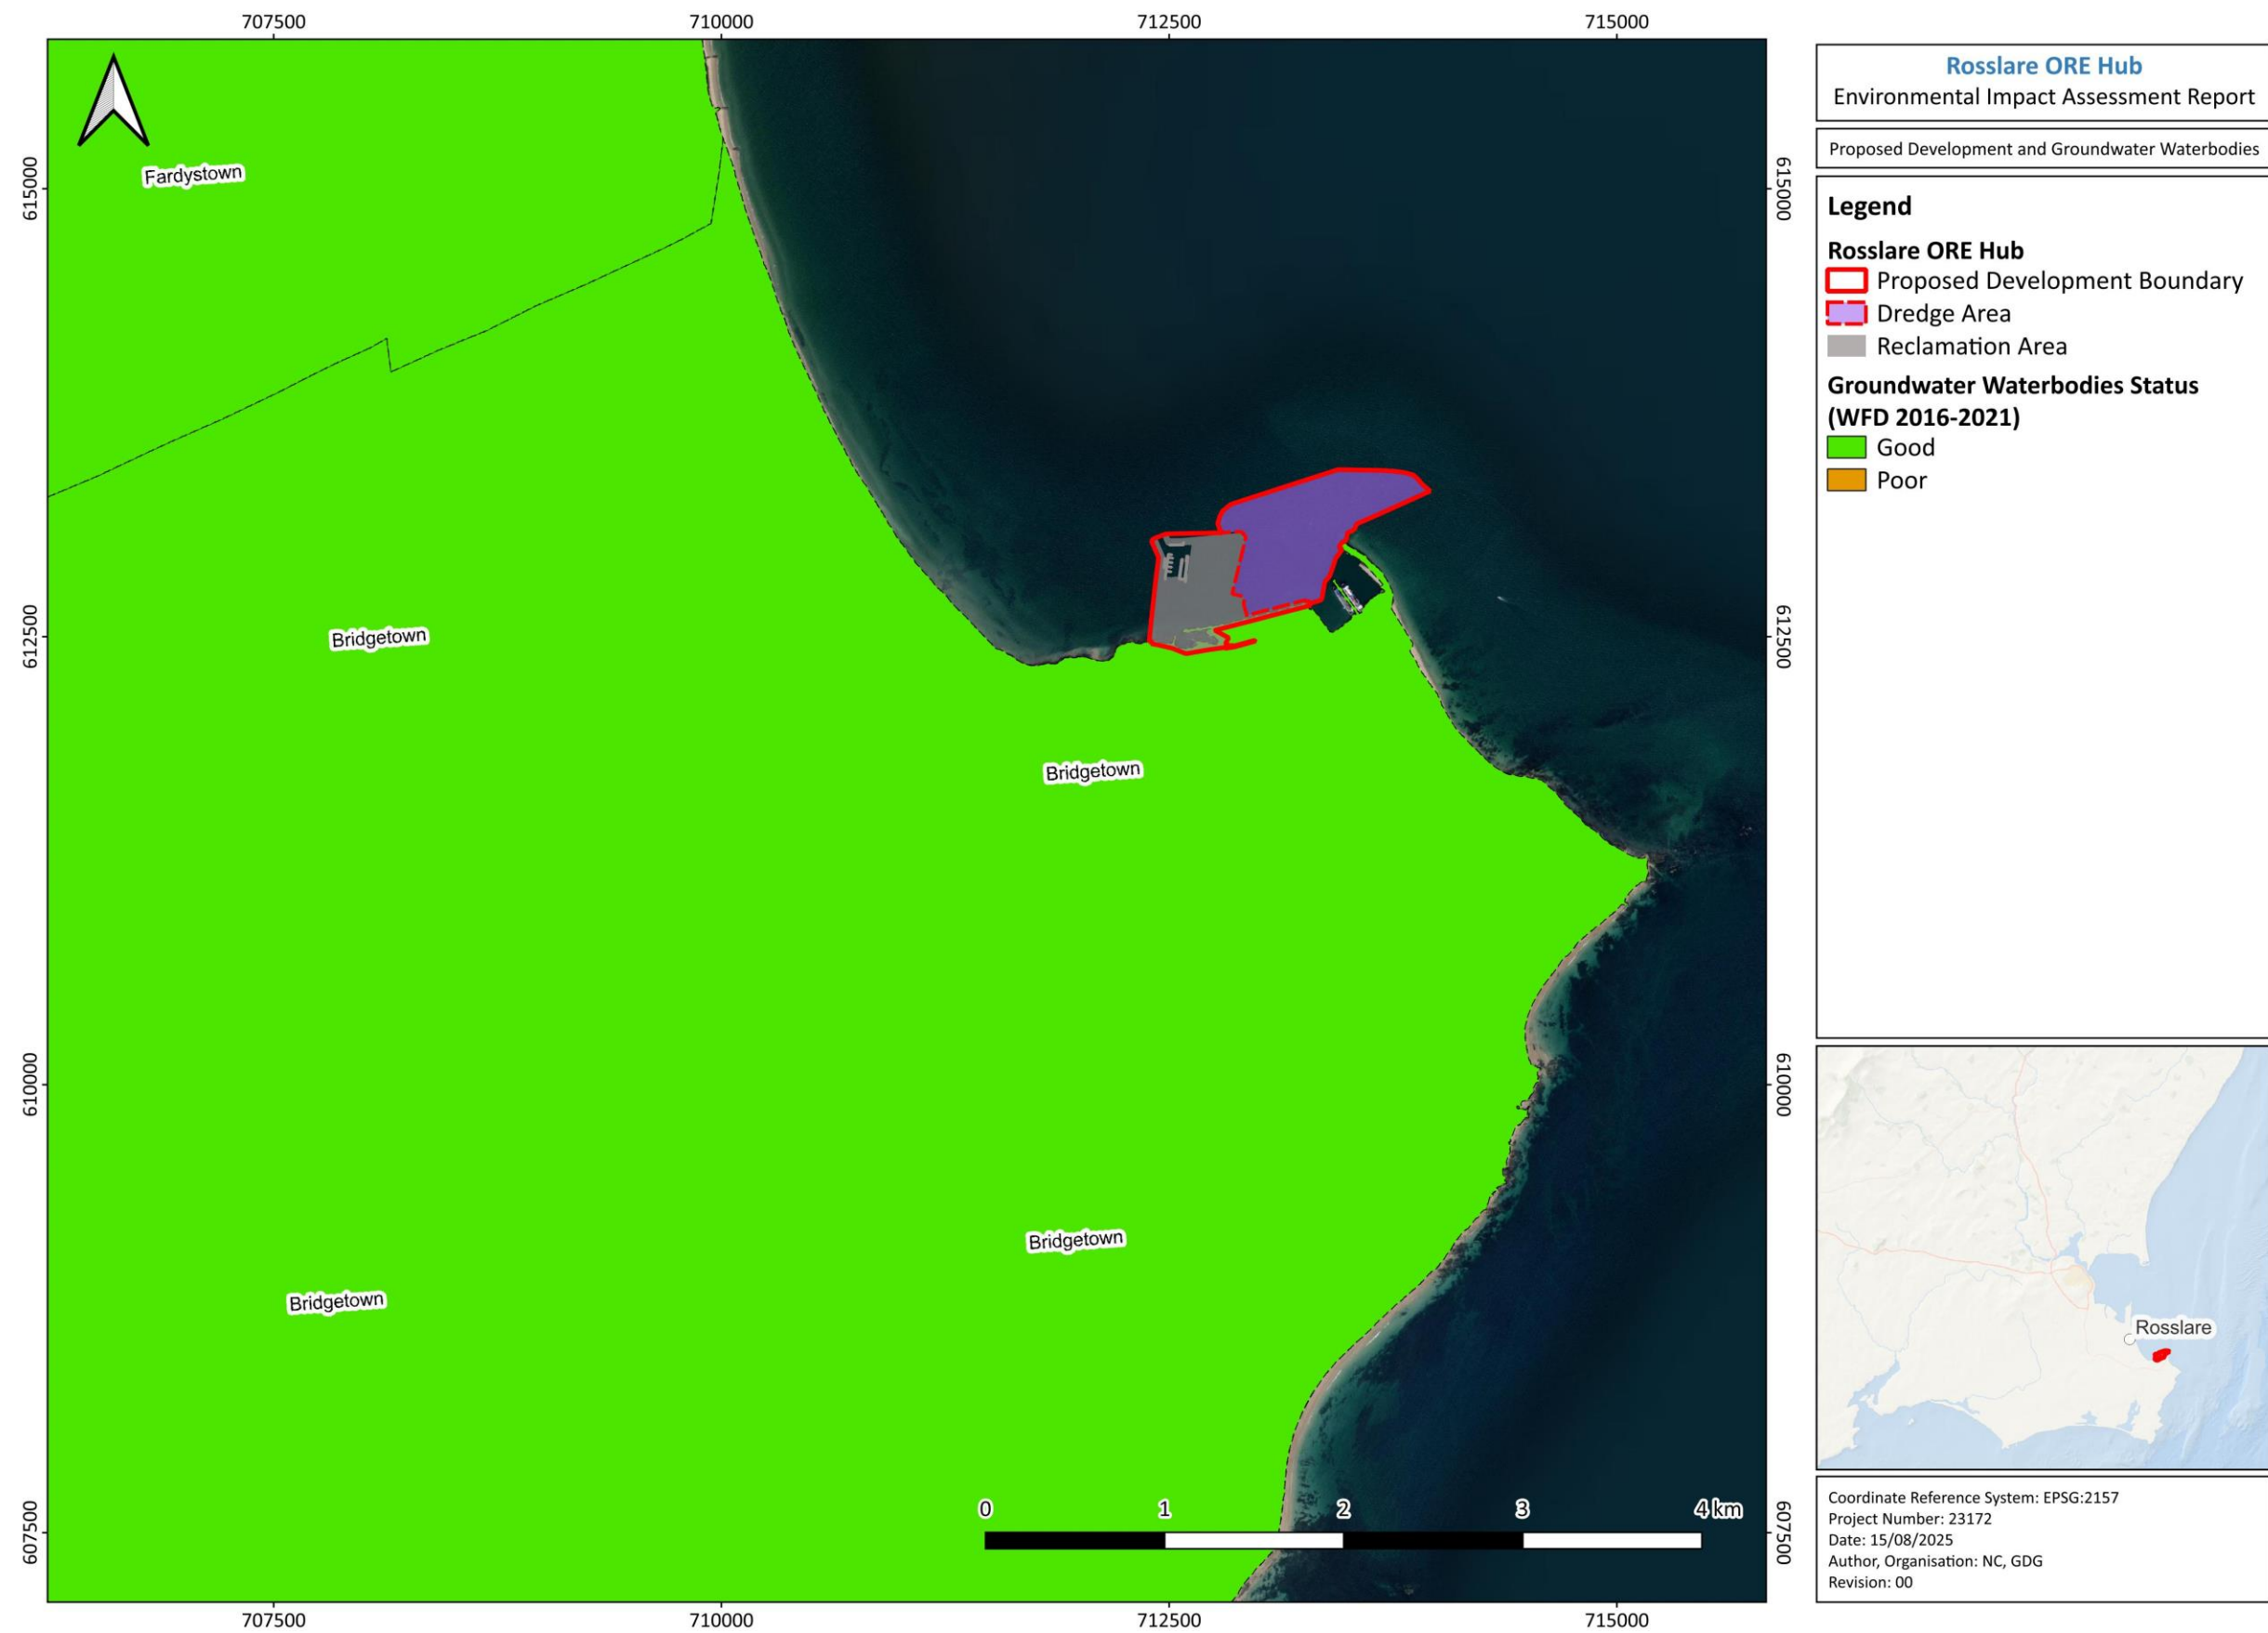 707500
710000
712500
715000
615000
612500
610000
607500
Fardystown
Bridgetown
Bridgetown
Bridgetown
Bridgetown
0
1
2
3
4 km
615000
612500
610000
607500
707500
710000
712500
715000
Rosslare ORE Hub
Environmental Impact Assessment Report
Proposed Development and Groundwater Waterbodies
Legend
Rosslare ORE Hub
Proposed Development Boundary
Dredge Area
Reclamation Area
Groundwater Waterbodies Status
(WFD 2016-2021)
Good
Poor
Rosslare
Coordinate Reference System: EPSG:2157
Project Number: 23172
Date: 15/08/2025
Author, Organisation: NC, GDG
Revision: 00